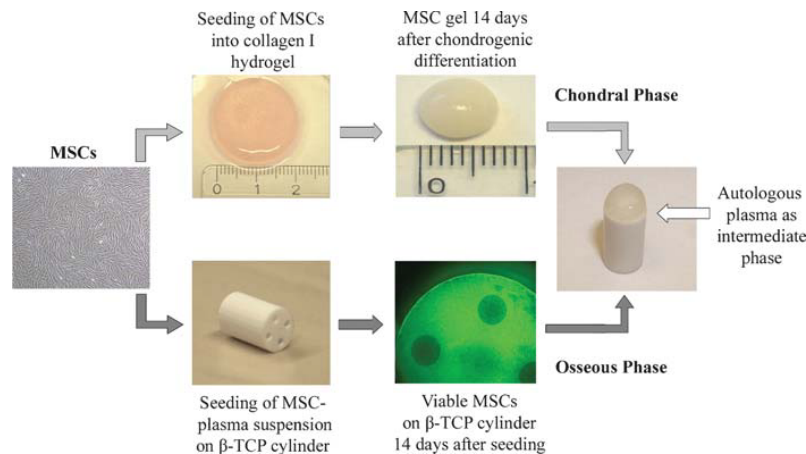 Seeding of MSCs
into collagen I
hydrogel
MSC gel 14 days
after chondrogenic
differentiation
Chondral Phase
MSCs
0 1 2
0
Autologous
plasma as
intermediate
phase
Osseous Phase
Seeding of MSC-
plasma suspension
on β-TCP cylinder
Viable MSCs
on β-TCP cylinder
14 days after seeding